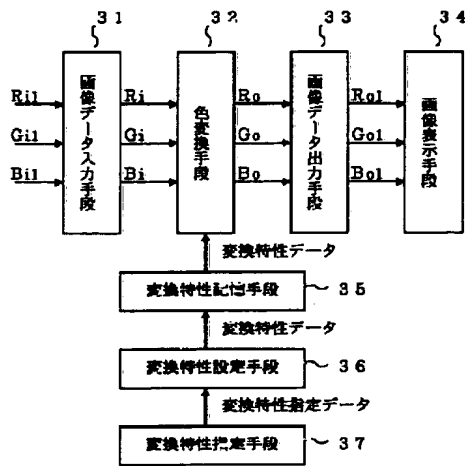 31 32 33 34
画像データ入力手段
色変換手段
画像データ出力手段
画像表示手段
Ri1 Ri Ro Ro1
Gi1 Gi Go Go1
Bi1 Bi Bo Bo1
変換特性データ
変換特性記憶手段 35
変換特性データ
変換特性設定手段 36
変換特性指定データ
変換特性指定手段 37